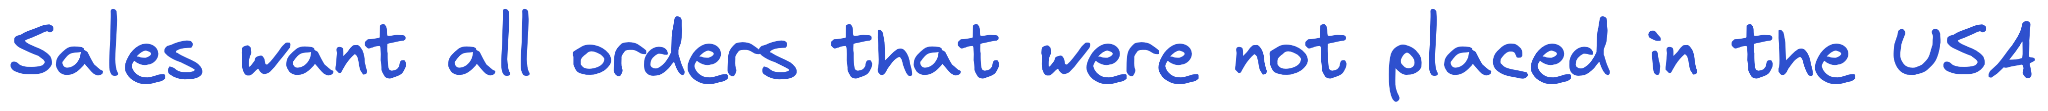 Sales want all orders that were not placed in the USA